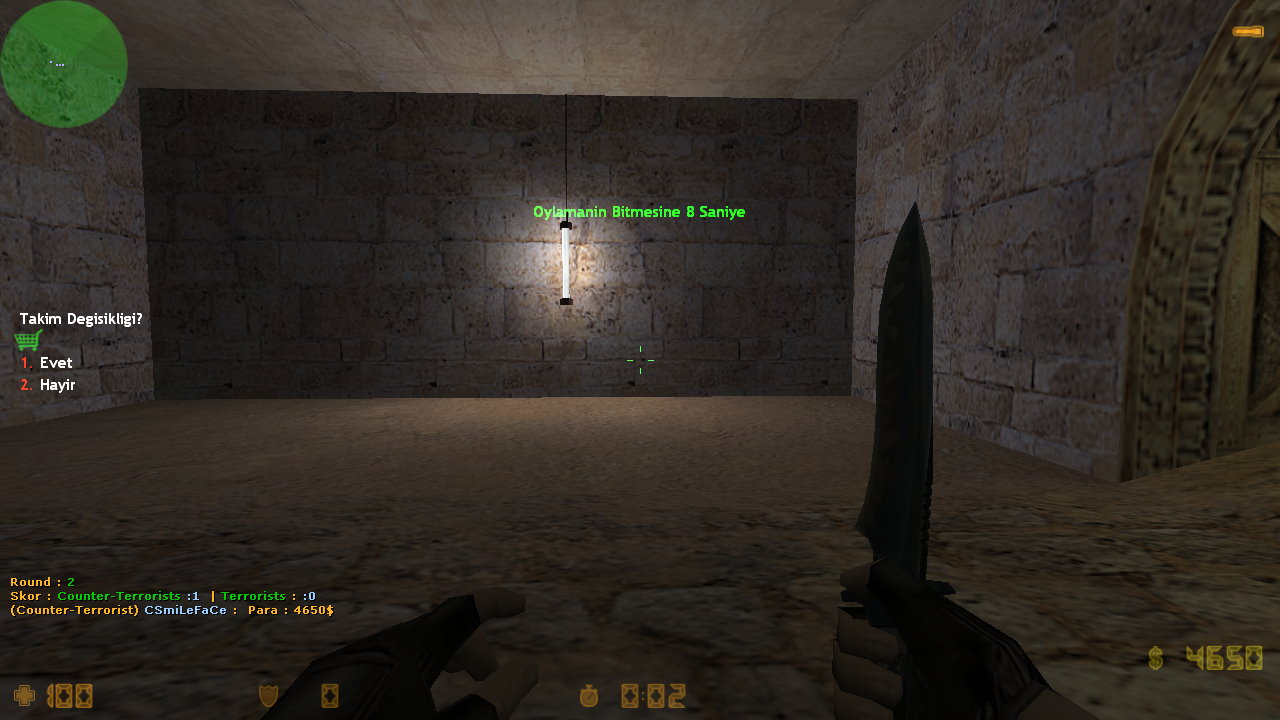 Oylamanin Bitmesine 8 Saniye
Takim Degisikligi?
1. Evet
2. Hayir
Round : 2
Skor : Counter-Terrorists :1 | Terrorists : :0
(Counter-Terrorist) CSmiLeFaCe : Para : 4650$
$ 4650
100 0 0:02